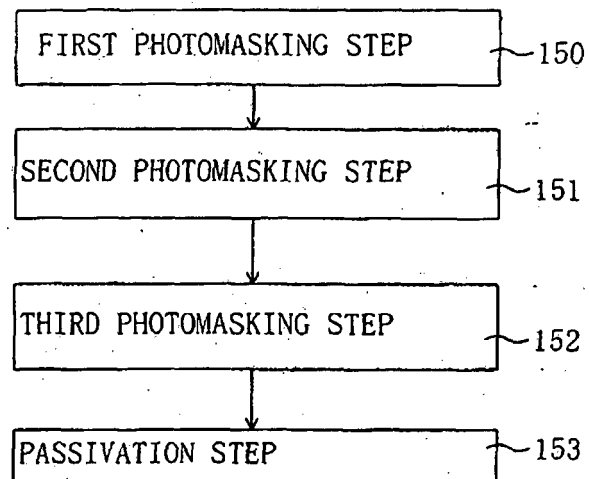 FIRST PHOTOMASKING STEP 150
SECOND PHOTOMASKING STEP 151
THIRD PHOTOMASKING STEP 152
PASSIVATION STEP 153